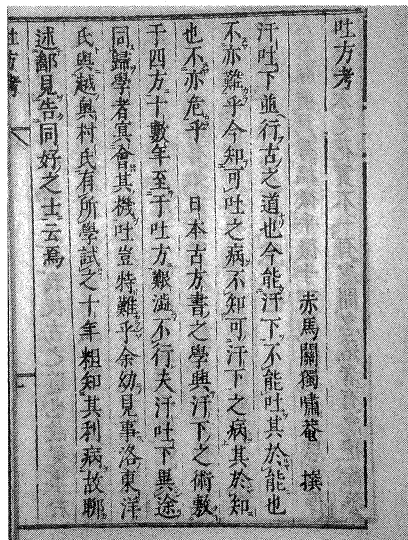 吐方考
赤馬關獨嘯菴 撰
汗吐下竝行古之道也今能汗下不能吐其於能也
不亦難乎今知可吐之病不知可汗下之病其於知
也不亦危乎 日本古方書之學興汗下之術敷
于四方十數年至于吐方艱澁不行夫汗吐下異途
同歸學者冥會其機吐豈特難乎余幼見事洛東洋
氏與越奧村氏有所學試之十年粗知其利病故聊
述鄙見告同好之士云爲
吐方考